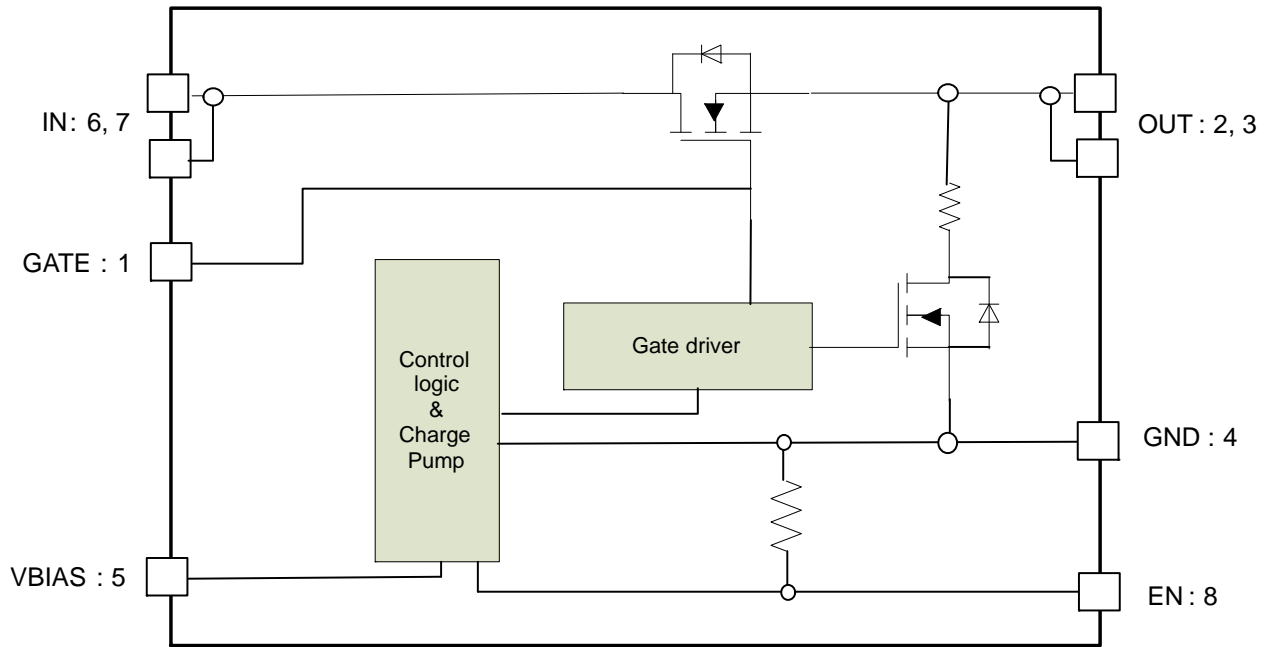 IN: 6, 7
OUT : 2, 3
GATE : 1
Gate driver
Control
logic
&
Charge
Pump
GND : 4
VBIAS : 5
EN : 8